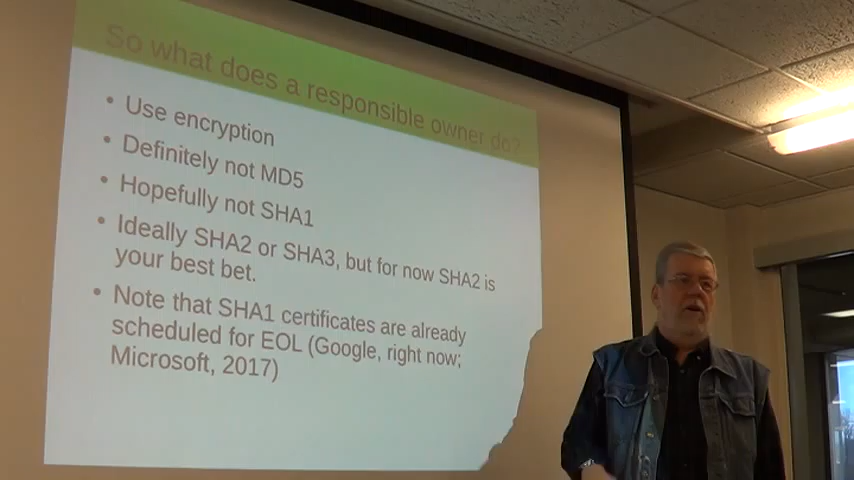 So what does a responsible owner do?
• Use encryption
• Definitely not MD5
• Hopefully not SHA1
• Ideally SHA2 or SHA3, but for now SHA2 is
your best bet.
• Note that SHA1 certificates are already
scheduled for EOL (Google, right now;
Microsoft, 2017)